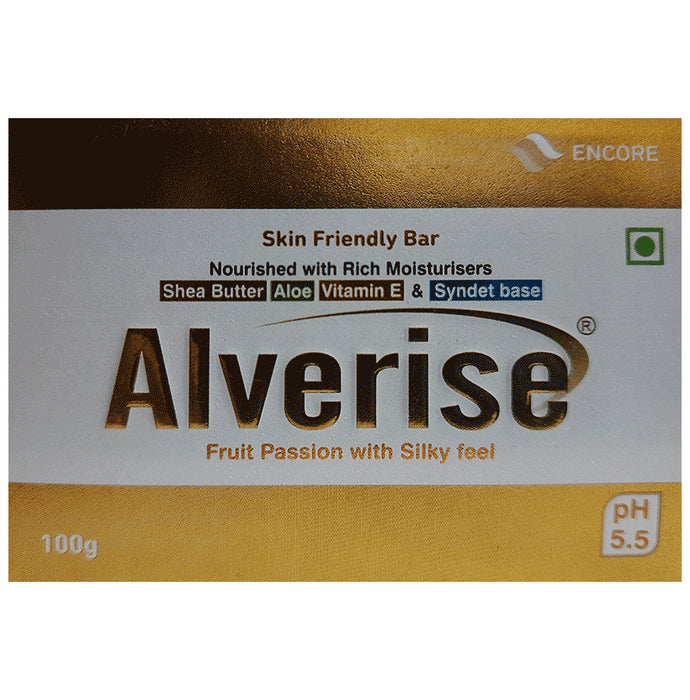 ENCORE
Skin Friendly Bar
Nourished with Rich Moisturisers
Shea Butter Aloe Vitamin E & Syndet base
Alverise®
Fruit Passion with Silky feel
100g
pH
5.5